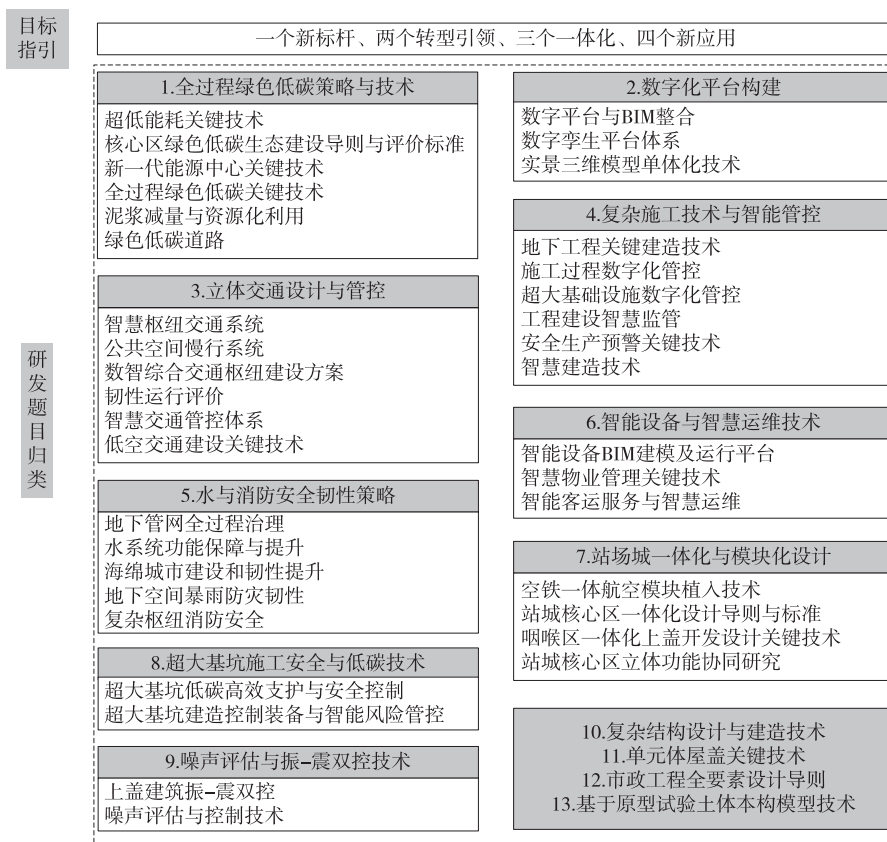 目标
指引
一个新标杆、两个转型引领、三个一体化、四个新应用
研发题目归类
1.全过程绿色低碳策略与技术
超低能耗关键技术
核心区绿色低碳生态建设导则与评价标准
新一代能源中心关键技术
全过程绿色低碳关键技术
泥浆减量与资源化利用
绿色低碳道路
2.数字化平台构建
数字平台与BIM整合
数字孪生平台体系
实景三维模型单体化技术
3.立体交通设计与管控
智慧枢纽交通系统
公共空间慢行系统
数智综合交通枢纽建设方案
韧性运行评价
智慧交通管控体系
低空交通建设关键技术
4.复杂施工技术与智能管控
地下工程关键建造技术
施工过程数字化管控
超大基础设施数字化管控
工程建设智慧监管
安全生产预警关键技术
智慧建造技术
5.水与消防安全韧性策略
地下管网全过程治理
水系统功能保障与提升
海绵城市建设和韧性提升
地下空间暴雨防灾韧性
复杂枢纽消防安全
6.智能设备与智慧运维技术
智能设备BIM建模及运行平台
智慧物业管理关键技术
智能客运服务与智慧运维
7.站场城一体化与模块化设计
空铁一体航空模块植入技术
站城核心区一体化设计导则与标准
咽喉区一体化上盖开发设计关键技术
站城核心区立体功能协同研究
8.超大基坑施工安全与低碳技术
超大基坑低碳高效支护与安全控制
超大基坑建造控制装备与智能风险管控
9.噪声评估与振–震双控技术
上盖建筑振–震双控
噪声评估与控制技术
10.复杂结构设计与建造技术
11.单元体屋盖关键技术
12.市政工程全要素设计导则
13.基于原型试验土体本构模型技术